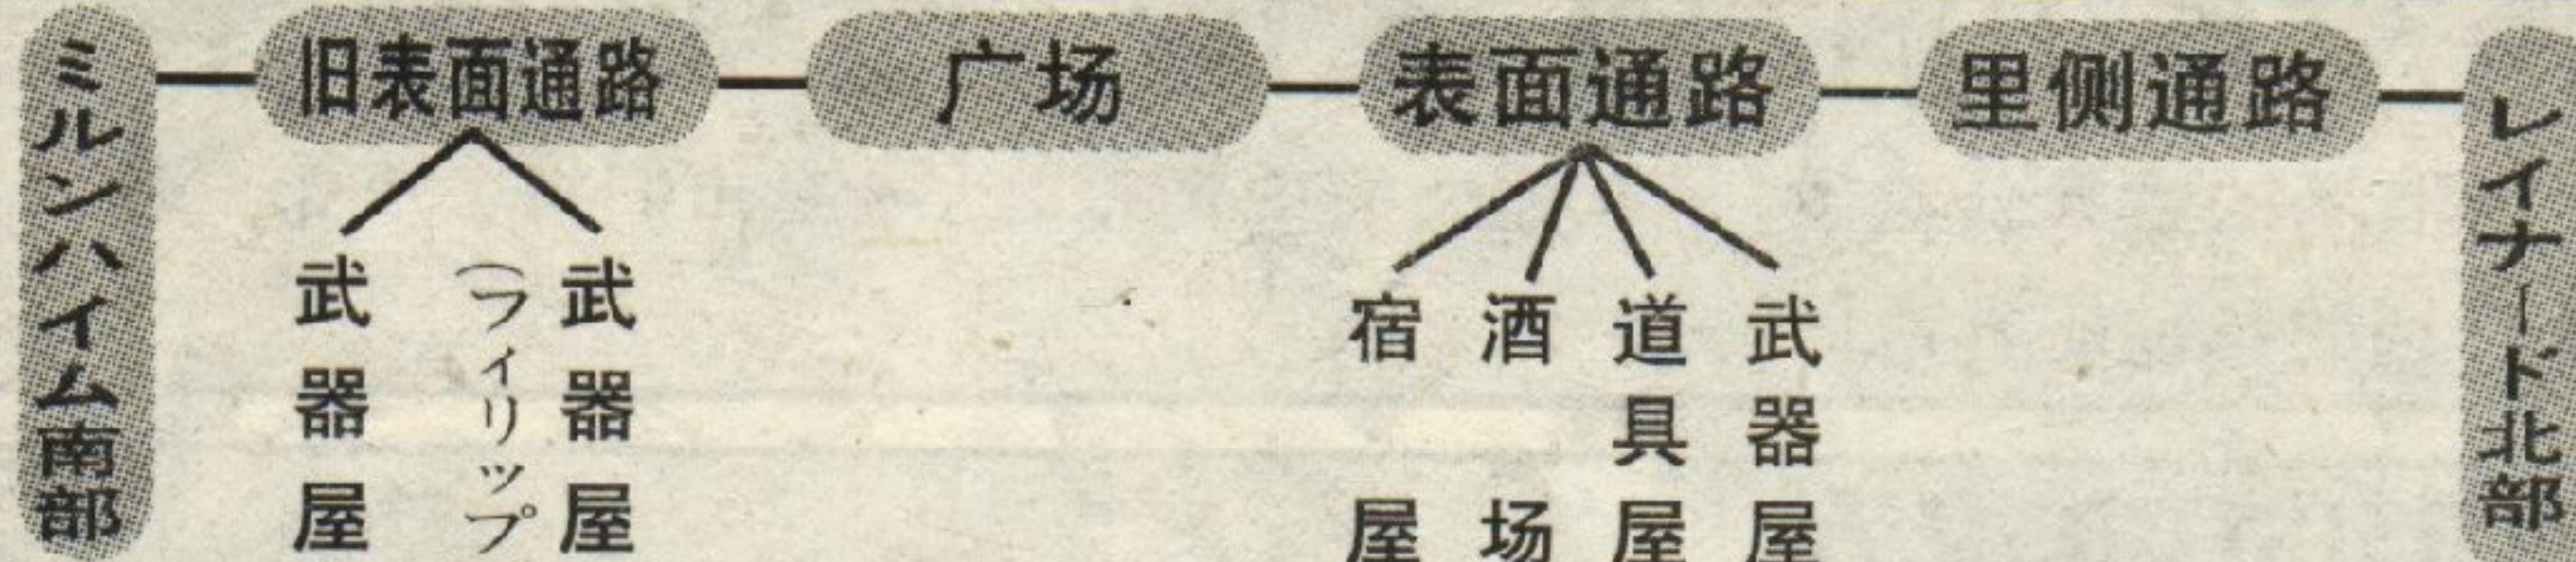 ミルンハイム南部
旧表面通路
广场
表面通路
里侧通路
レイナード北部
武器屋
武器屋
(フィリップ
宿屋
酒场
道具屋
武器屋